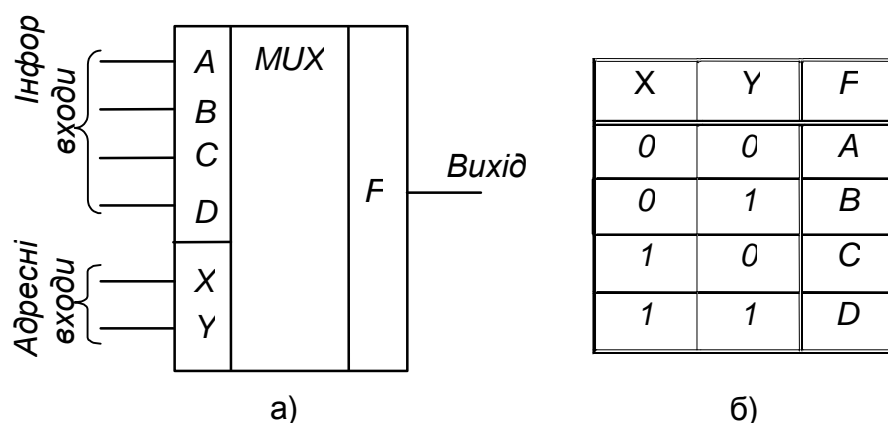 Інфор
входи
A
B
C
D
MUX
F
Вихід
Адресні
входи
X
Y
а)
X Y F
0 0 A
0 1 B
1 0 C
1 1 D
б)